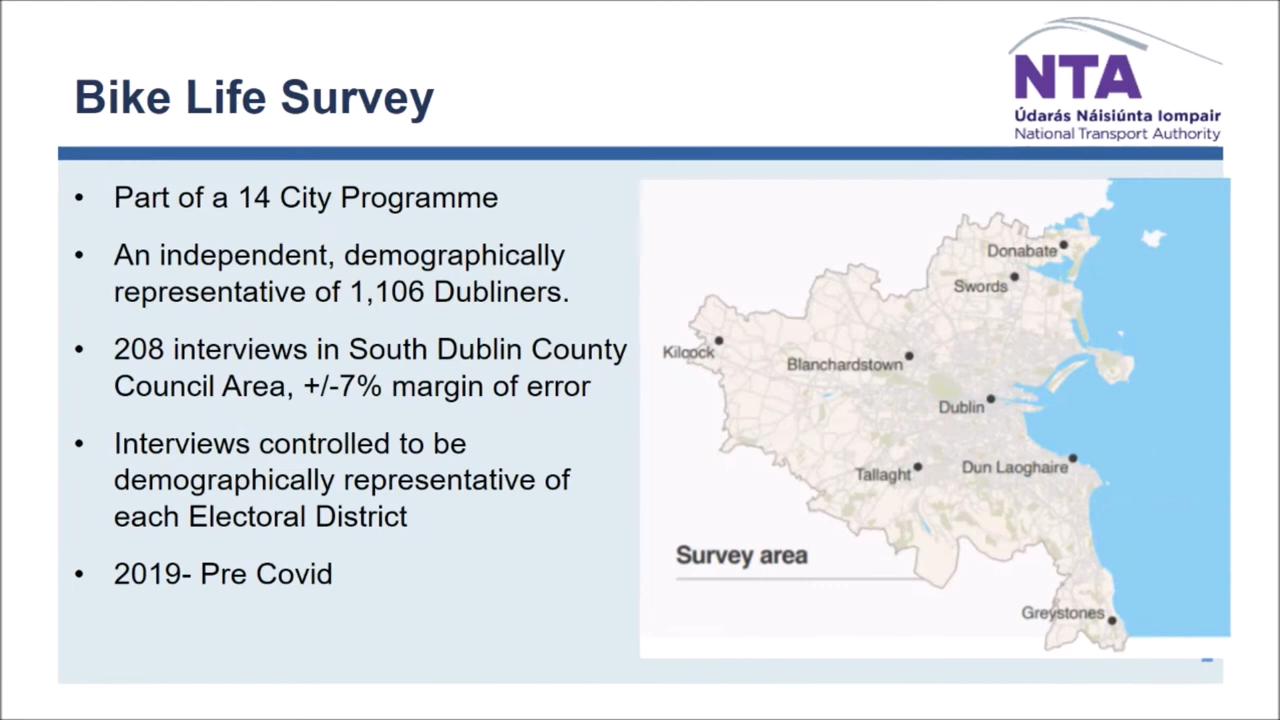 Bike Life Survey
NTA
Údarás Náisiúnta Iompair
National Transport Authority
• Part of a 14 City Programme
• An independent, demographically
representative of 1,106 Dubliners.
• 208 interviews in South Dublin County
Council Area, +/-7% margin of error
• Interviews controlled to be
demographically representative of
each Electoral District
• 2019- Pre Covid
Donabate
Swords
Kilcock
Blanchardstown
Dublin
Tallaght
Dun Laoghaire
Survey area
Greystones